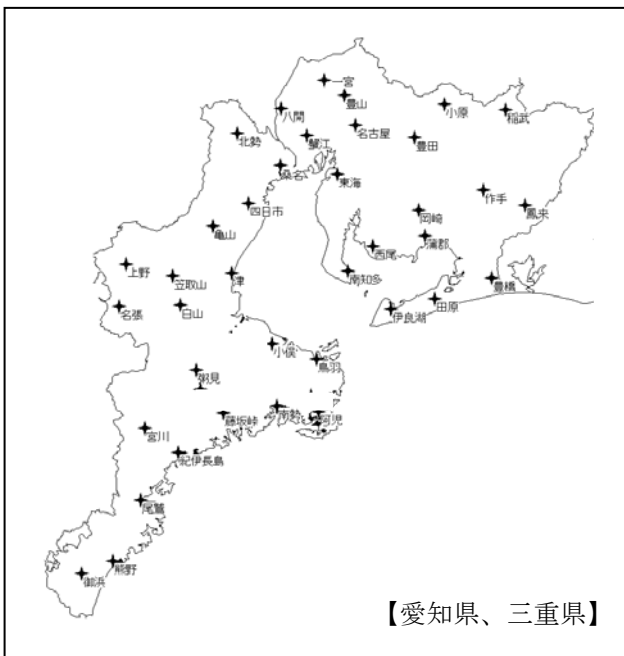 一宮
豊山
小原
稲武
八開
名古屋
蟹江
豊田
北勢
桑名
東海
作手
四日市
岡崎
鳳来
亀山
西尾
蒲郡
上野
笠取山
津
南知多
豊橋
名張
白山
伊良湖
田原
小俣
鳥羽
粥見
藤坂峠
南勢
阿児
宮川
紀伊長島
尾鷲
熊野
御浜
【愛知県、三重県】